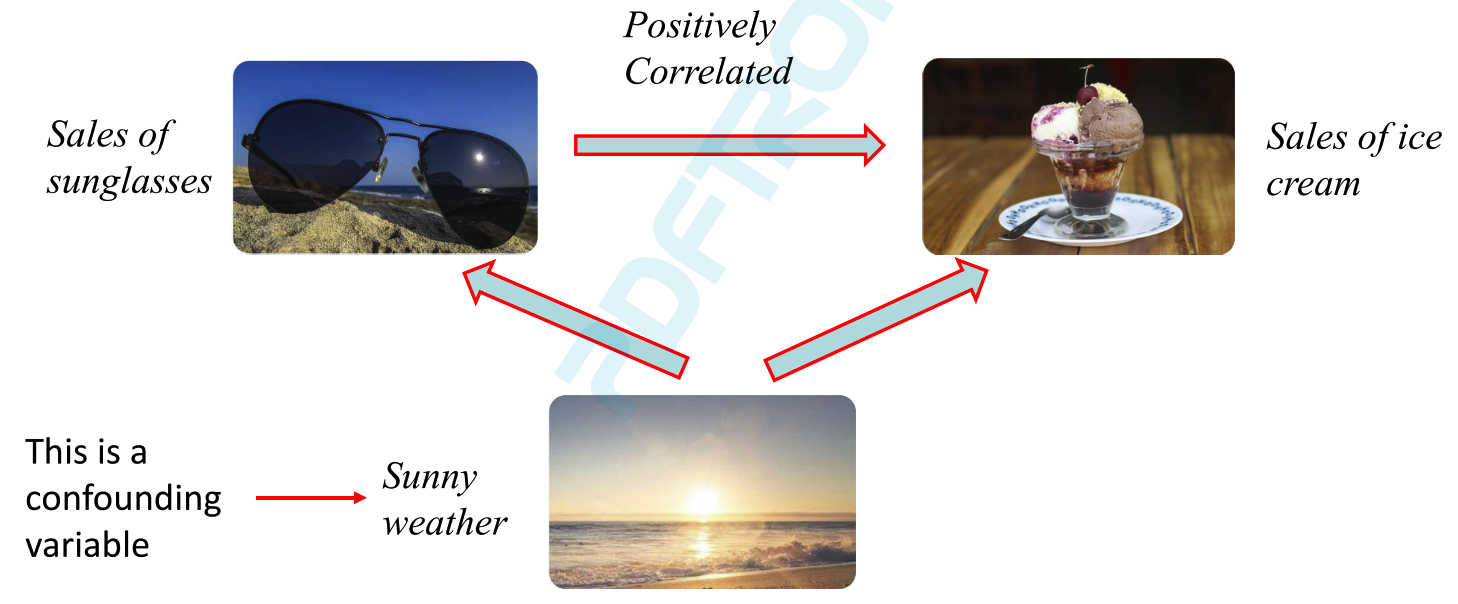 Positively
Correlated
Sales of
sunglasses
Sales of ice
cream
This is a
confounding
variable
Sunny
weather